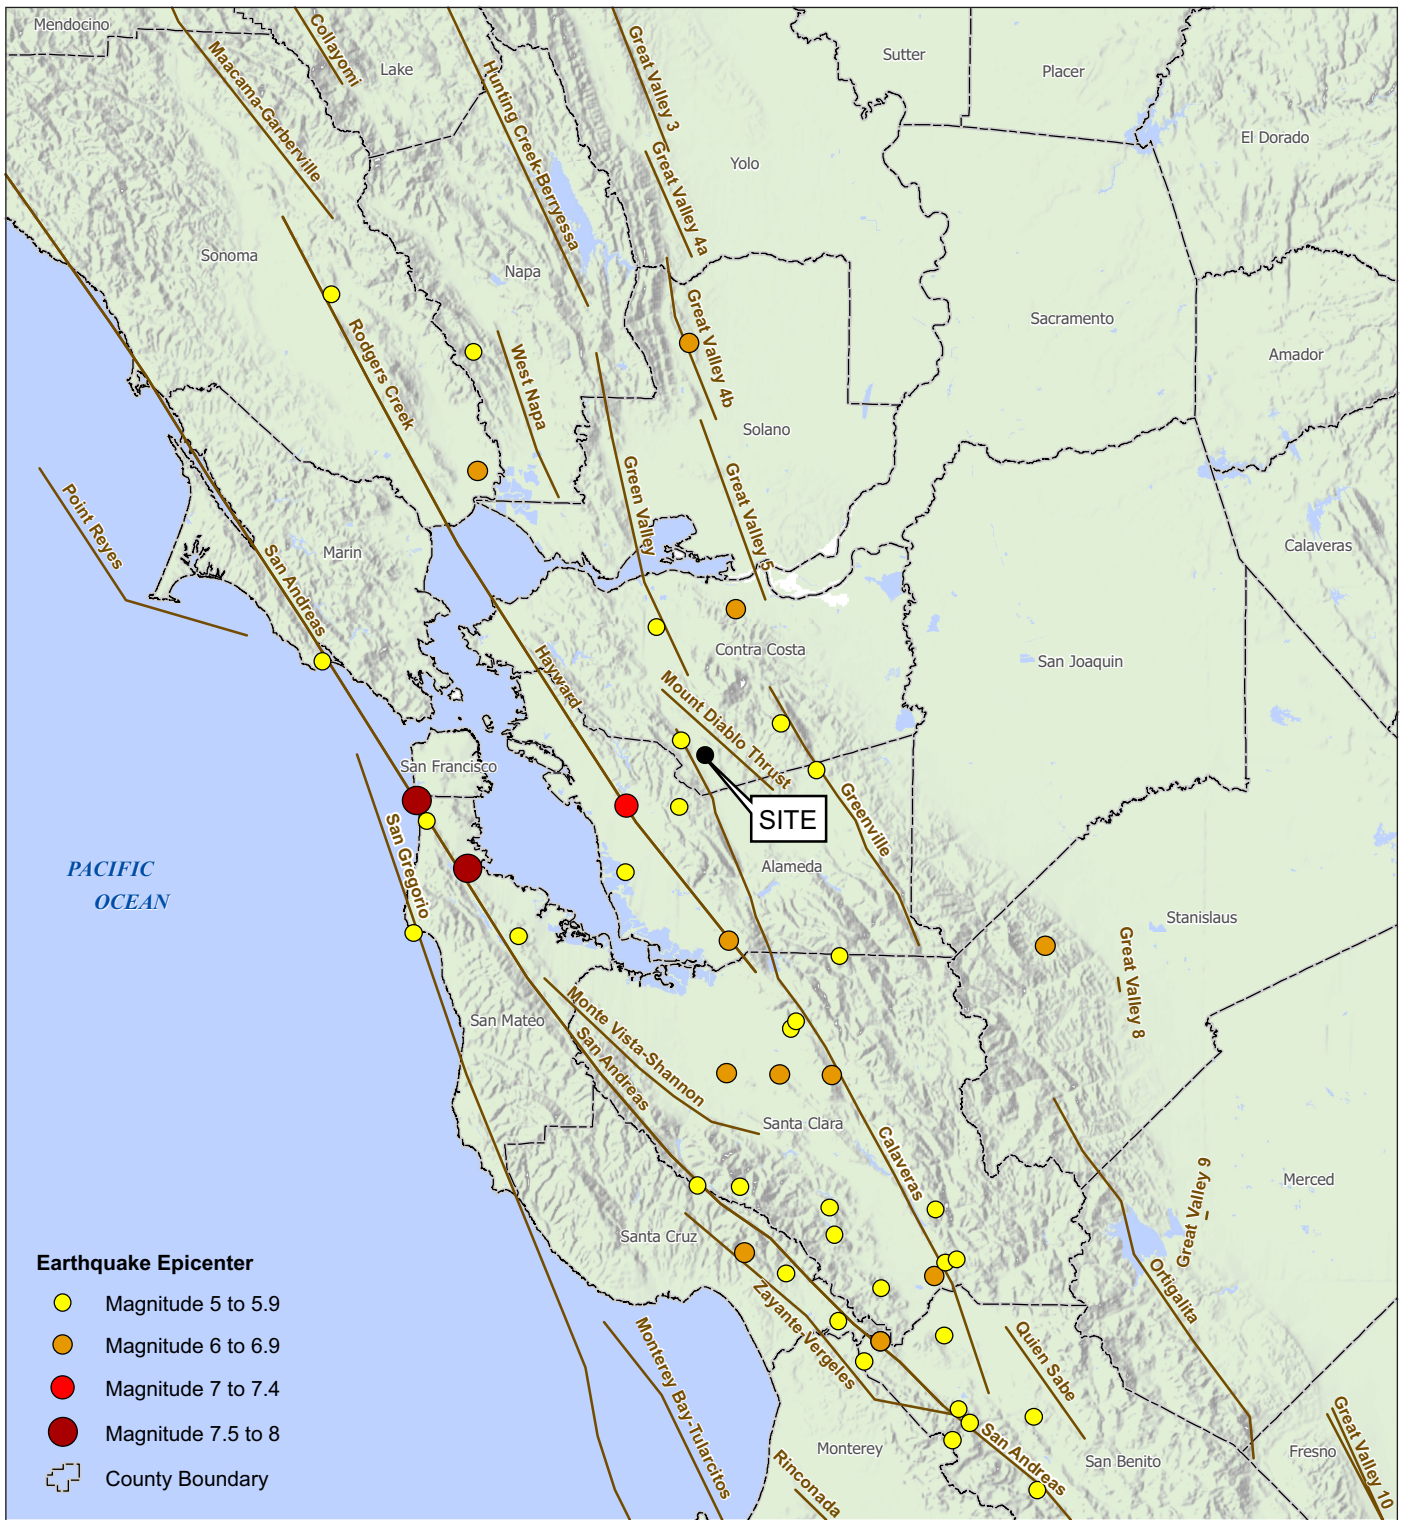 Mendocino
Collayomi
Lake
Maacama-Garberville
Hunting Creek-Berryessa
Great Valley 3
Sutter
Placer
El Dorado
Yolo
Great Valley 4a
Sonoma
Napa
Great Valley 4b
Sacramento
Amador
Rodgers Creek
West Napa
Solano
Green Valley
Great Valley 5
Point Reyes
San Andreas
Marin
Calaveras
Contra Costa
San Joaquin
Hayward
Mount Diablo Thrust
San Francisco
SITE
Greenville
San Gregorio
Alameda
PACIFIC
OCEAN
Stanislaus
Great Valley 8
San Mateo
Monte Vista-Shannon
San Andreas
Santa Clara
Calaveras
Great Valley 9
Merced
Santa Cruz
Ortigalita
Zayante-Vergeles
Quien Sabe
Monterey Bay-Tularcitos
Monterey
Rinconada
San Andreas
San Benito
Fresno
Great Valley 10
Earthquake Epicenter
Magnitude 5 to 5.9
Magnitude 6 to 6.9
Magnitude 7 to 7.4
Magnitude 7.5 to 8
County Boundary